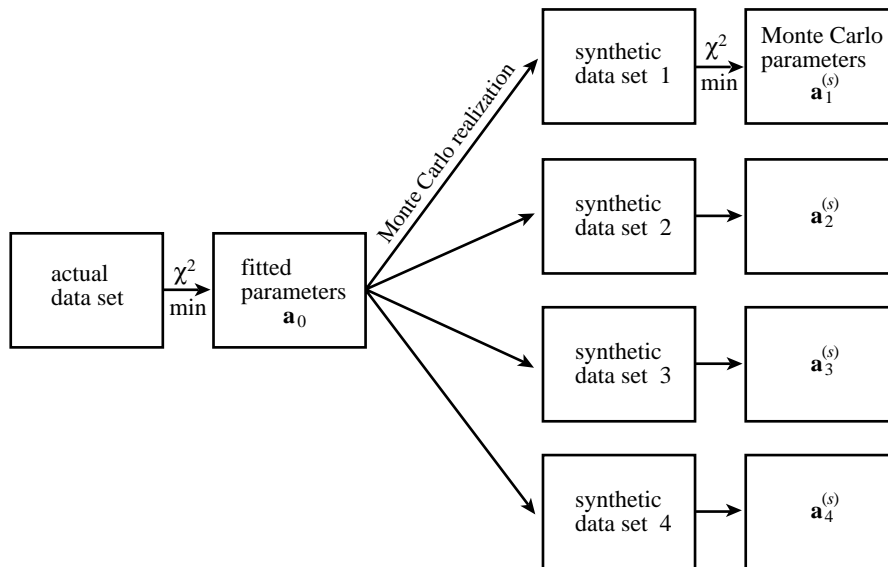 actual
data set
χ²
min
fitted
parameters
a₀
Monte Carlo realization
synthetic
data set 1
χ²
min
Monte Carlo
parameters
a₁⁽ˢ⁾
synthetic
data set 2
a₂⁽ˢ⁾
synthetic
data set 3
a₃⁽ˢ⁾
synthetic
data set 4
a₄⁽ˢ⁾